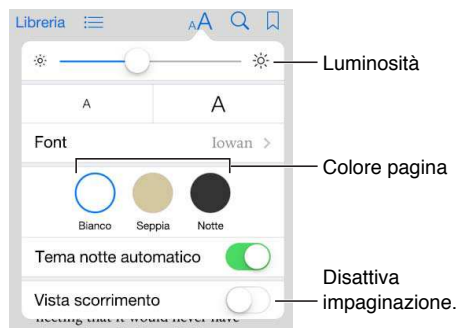 Libreria AA
Luminosità
A A
Font Iowan >
Colore pagina
Bianco Seppia Notte
Tema notte automatico
Disattiva
impaginazione.
Vista scorrimento
fleeting that it would never have